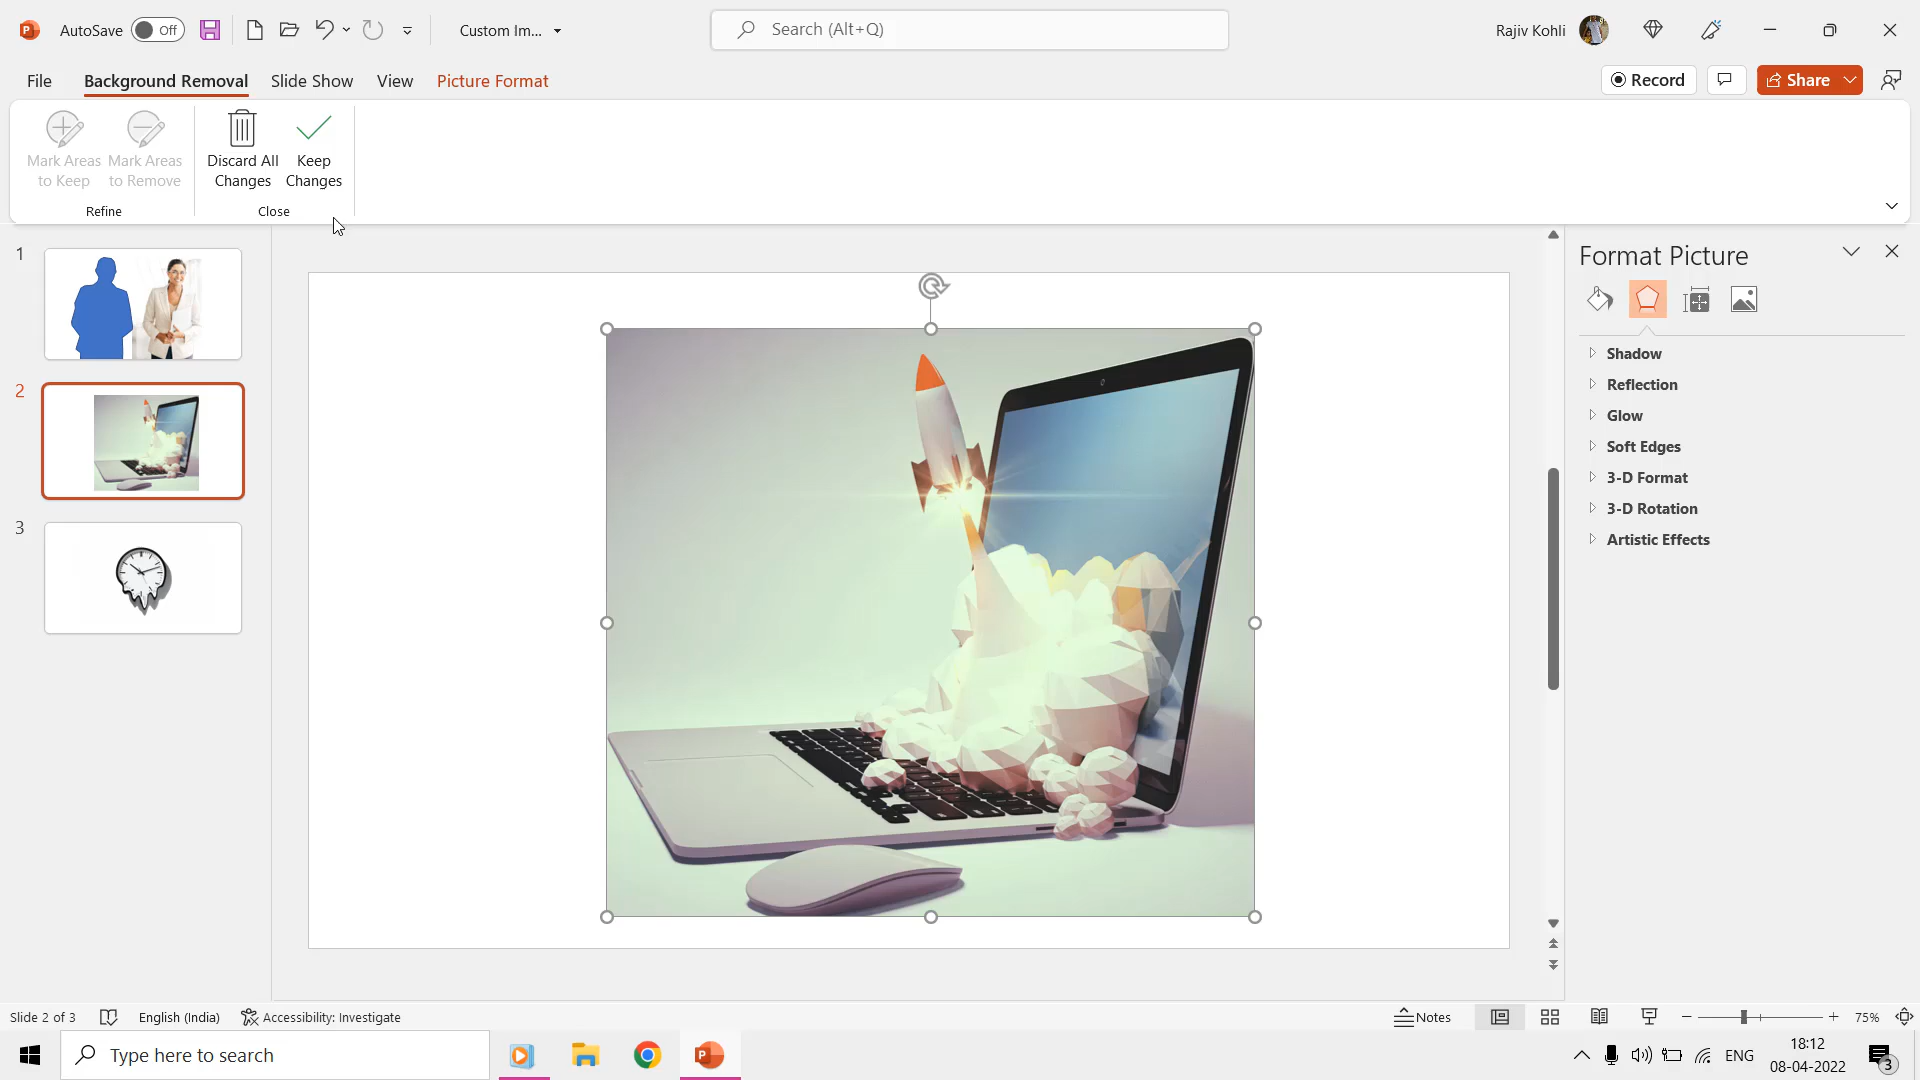 AutoSave Off Custom Im... Search (Alt+Q) Rajiv Kohli
File Background Removal Slide Show View Picture Format Record Share
Mark Areas to Keep
Mark Areas to Remove
Discard All Changes
Keep Changes
Refine Close
1
2
3
Format Picture
Shadow
Reflection
Glow
Soft Edges
3-D Format
3-D Rotation
Artistic Effects
Slide 2 of 3 English (India) Accessibility: Investigate Notes 75%
Type here to search
ENG
18:12
08-04-2022
3